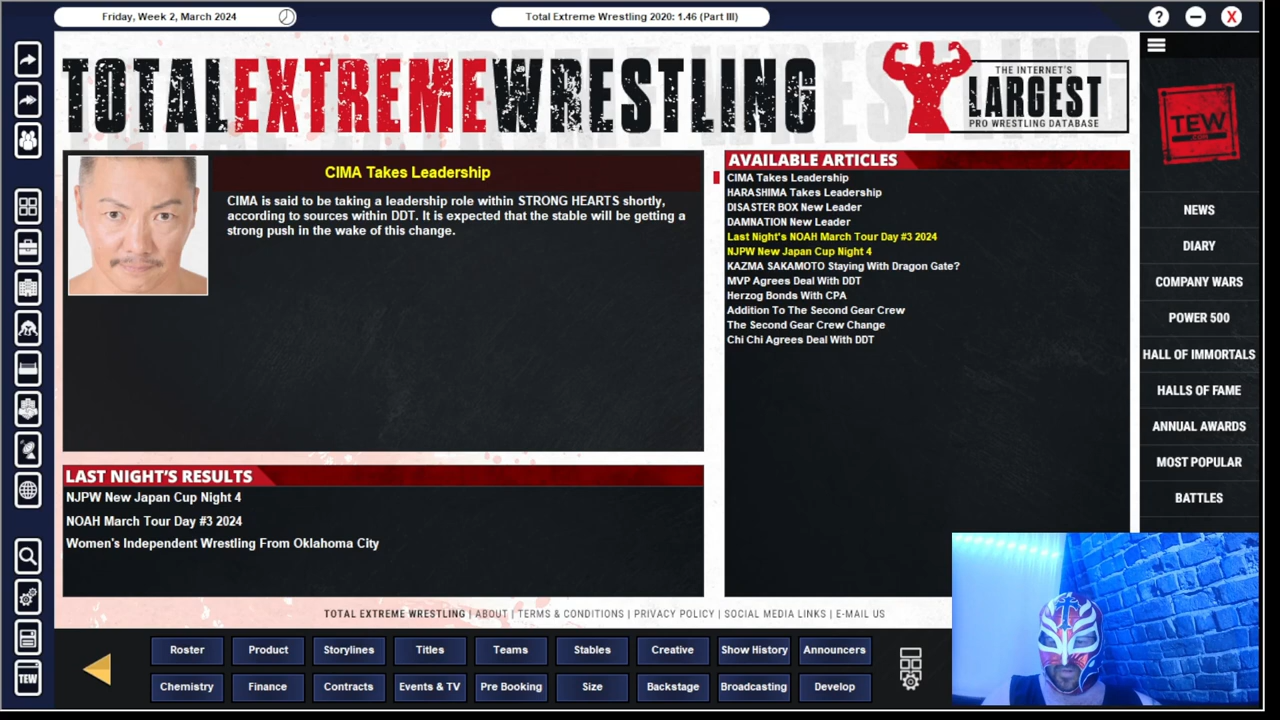 Friday, Week 2, March 2024
Total Extreme Wrestling 2020: 1.46 (Part III)
? – X
TOTALEXTREMEWRESTLING
THE INTERNET'S
LARGEST
PRO WRESTLING DATABASE
TEW
.COM
CIMA Takes Leadership
CIMA is said to be taking a leadership role within STRONG HEARTS shortly,
according to sources within DDT. It is expected that the stable will be getting a
strong push in the wake of this change.
AVAILABLE ARTICLES
CIMA Takes Leadership
HARASHIMA Takes Leadership
DISASTER BOX New Leader
DAMNATION New Leader
Last Night's NOAH March Tour Day #3 2024
NJPW New Japan Cup Night 4
KAZMA SAKAMOTO Staying With Dragon Gate?
MVP Agrees Deal With DDT
Herzog Bonds With CPA
Addition To The Second Gear Crew
The Second Gear Crew Change
Chi Chi Agrees Deal With DDT
NEWS
DIARY
COMPANY WARS
POWER 500
HALL OF IMMORTALS
HALLS OF FAME
ANNUAL AWARDS
MOST POPULAR
BATTLES
LAST NIGHT'S RESULTS
NJPW New Japan Cup Night 4
NOAH March Tour Day #3 2024
Women's Independent Wrestling From Oklahoma City
TOTAL EXTREME WRESTLING | ABOUT | TERMS & CONDITIONS | PRIVACY POLICY | SOCIAL MEDIA LINKS | E-MAIL US
Roster Product Storylines Titles Teams Stables Creative Show History Announcers
Chemistry Finance Contracts Events & TV Pre Booking Size Backstage Broadcasting Develop
TEW